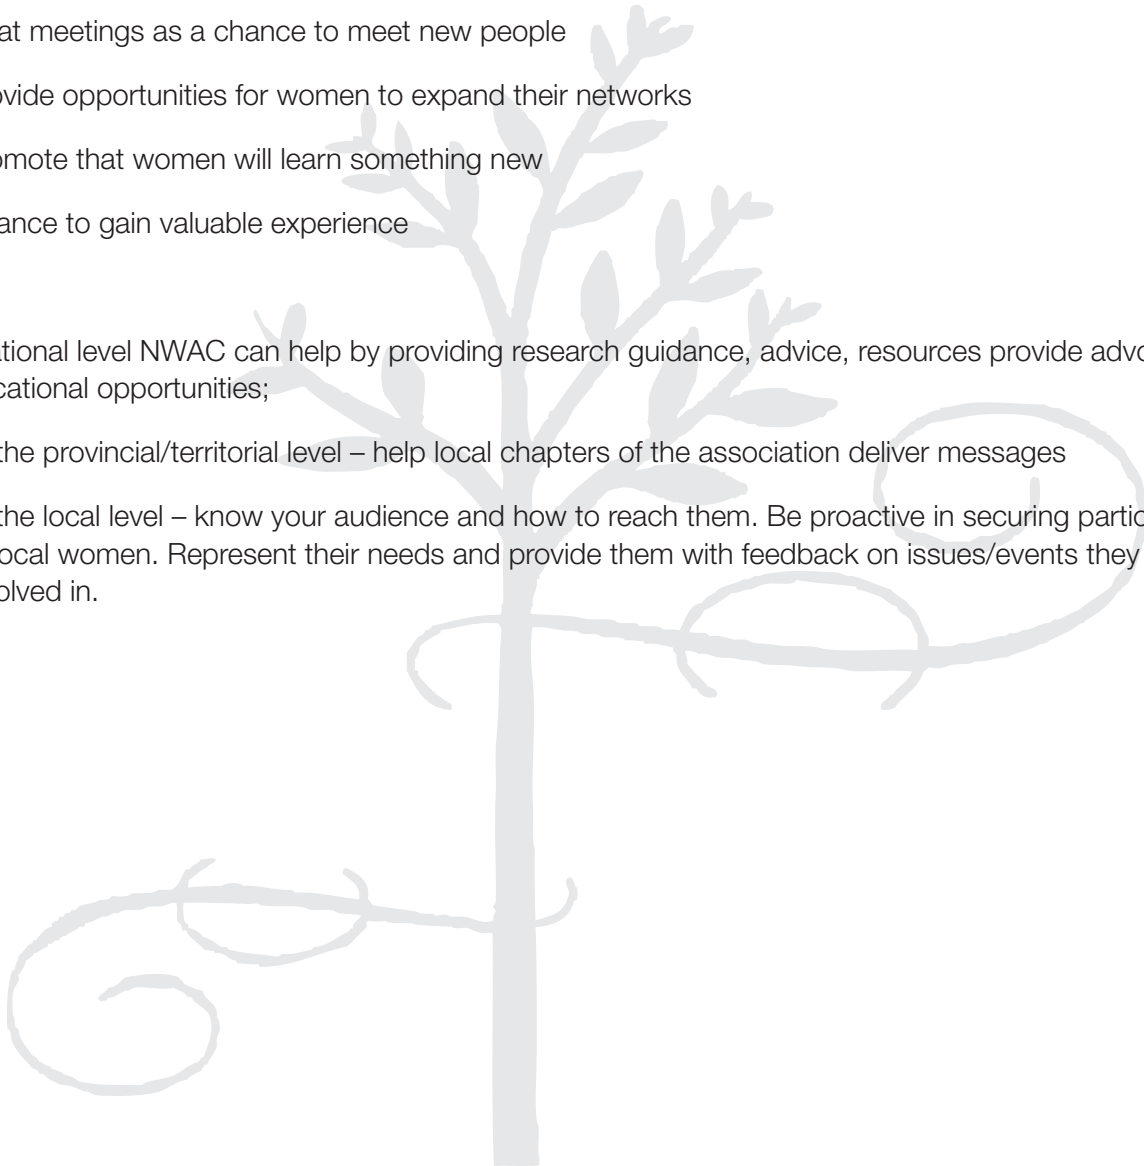 at meetings as a chance to meet new people
ovide opportunities for women to expand their networks
omote that women will learn something new
ance to gain valuable experience
ational level NWAC can help by providing research guidance, advice, resources provide advo
cational opportunities;
the provincial/territorial level – help local chapters of the association deliver messages
the local level – know your audience and how to reach them. Be proactive in securing partic
local women. Represent their needs and provide them with feedback on issues/events they
olved in.